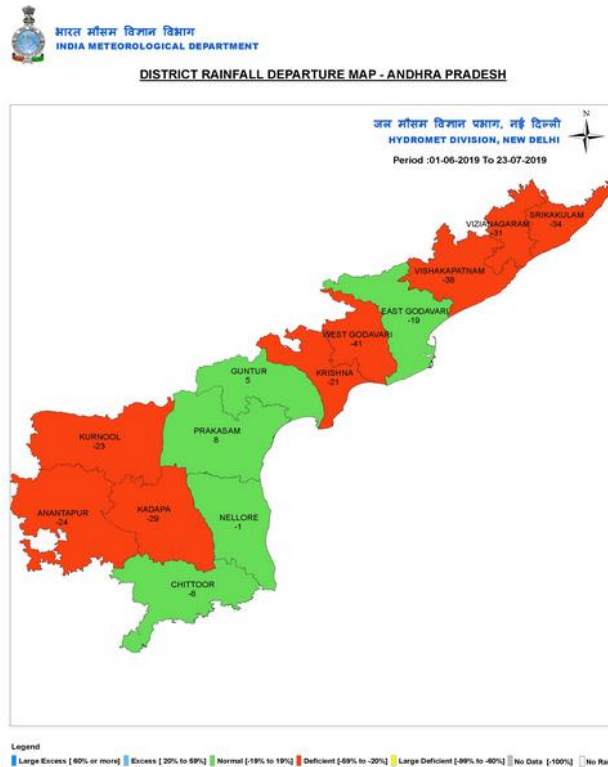 भारत मौसम विज्ञान विभाग
INDIA METEOROLOGICAL DEPARTMENT
DISTRICT RAINFALL DEPARTURE MAP - ANDHRA PRADESH
जल मौसम विज्ञान प्रभाग, नई दिल्ली
HYDROMET DIVISION, NEW DELHI
Period :01-06-2019 To 23-07-2019
SRIKAKULAM
-34
VIZIANAGARAM
-31
VISHAKAPATNAM
-38
EAST GODAVARI
-19
WEST GODAVARI
-41
KRISHNA
-21
GUNTUR
5
PRAKASAM
8
KURNOOL
-23
ANANTAPUR
-24
KADAPA
-29
NELLORE
-1
CHITTOOR
Legend
Large Excess [ 60% or more] Excess [ 20% to 59%] Normal [-19% to 19%] Deficient [-59% to -20%] Large Deficient [-99% to -60%] No Data [-100%] No Ra